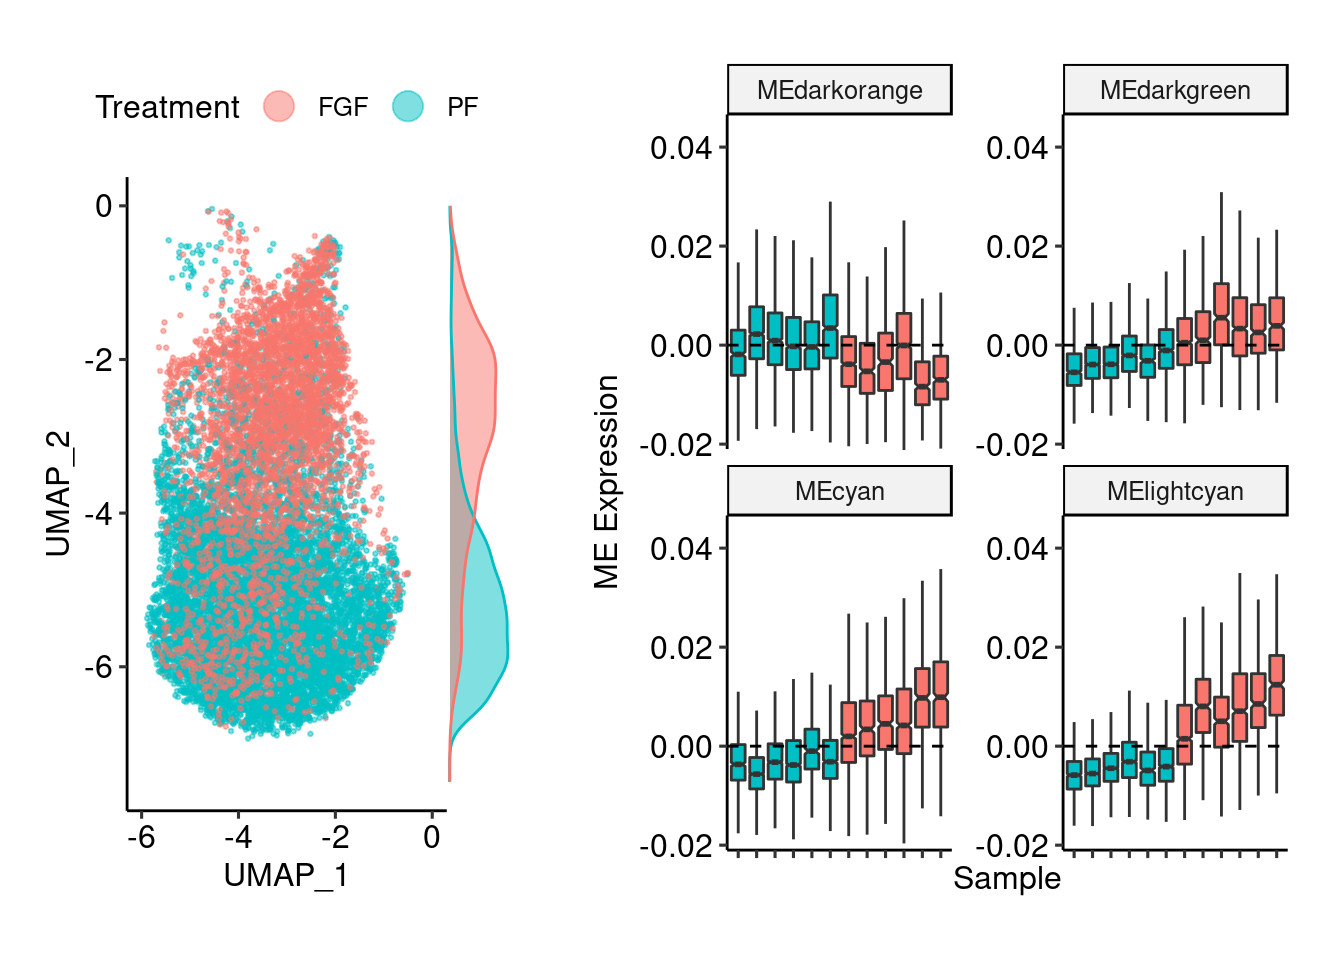 Treatment FGF PF
0
-2
-4
-6
UMAP_2
-6 -4 -2 0
UMAP_1
MEdarkorange MEdarkgreen
0.04 0.04
0.02 0.02
0.00 0.00
-0.02 -0.02
ME Expression
MEcyan MElightcyan
0.04 0.04
0.02 0.02
0.00 0.00
-0.02 -0.02
Sample